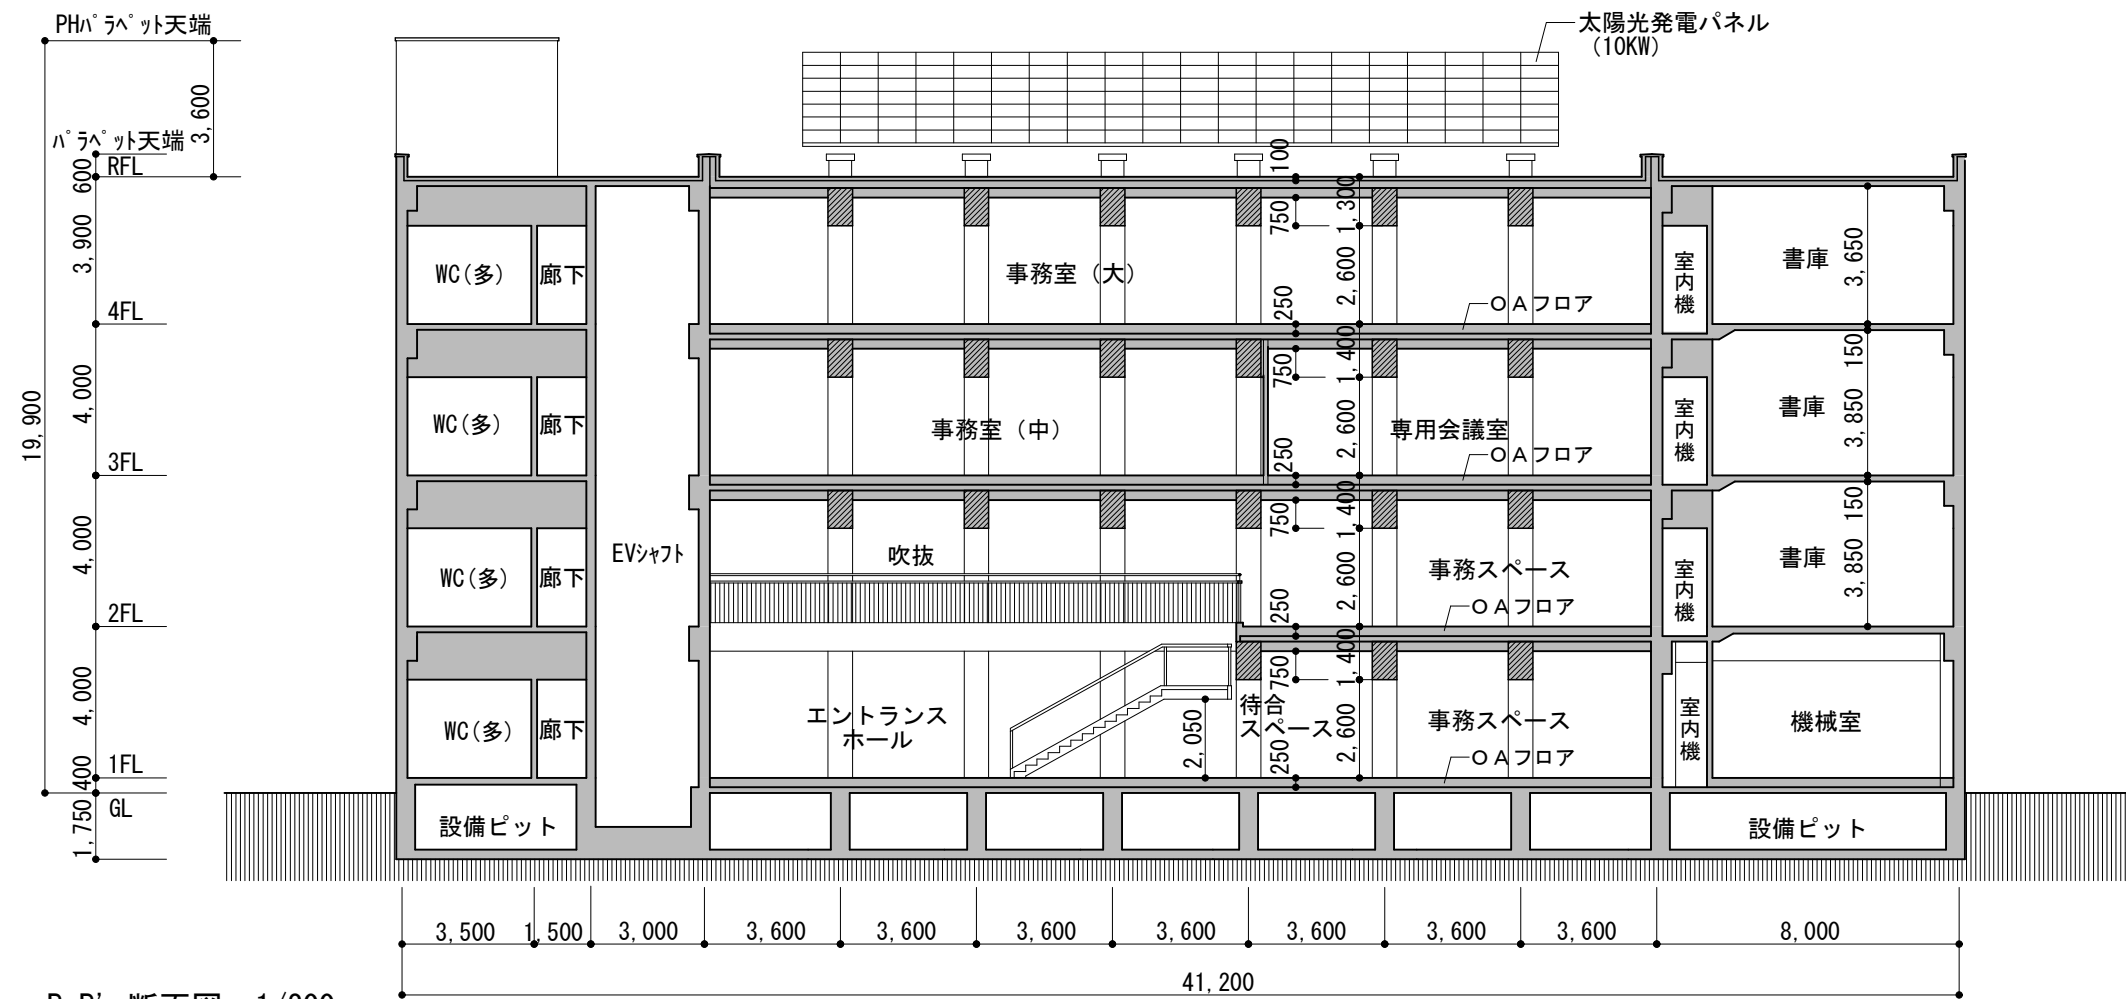 PHパラペット天端
太陽光発電パネル
(10KW)
3,600
パラペット天端
RFL
600
100
1,300
750
3,900
WC(多)
廊下
事務室(大)
2,600
250
OAフロア
室内機
書庫
3,650
4FL
1,400
750
150
4,000
WC(多)
廊下
事務室(中)
専用会議室
2,600
250
OAフロア
室内機
書庫
3,850
19,900
3FL
1,400
750
150
4,000
EVシャフト
吹抜
WC(多)
廊下
事務スペース
2,600
250
OAフロア
室内機
書庫
3,850
2FL
1,400
750
4,000
WC(多)
廊下
エントランス
ホール
2,050
待合
スペース
事務スペース
2,600
250
OAフロア
室内機
機械室
1FL
400
GL
1,750
設備ピット
設備ピット
3,500
1,500
3,000
3,600
3,600
3,600
3,600
3,600
3,600
3,600
8,000
41,200